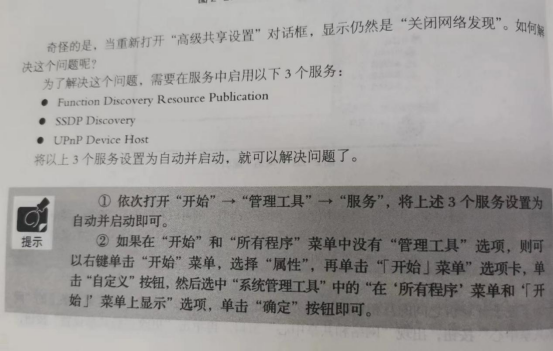 奇怪的是，当重新打开“高级共享设置”对话框，显示仍然是“关闭网络发现”。如何解
决这个问题呢？
为了解决这个问题，需要在服务中启用以下 3 个服务：
● Function Discovery Resource Publication
● SSDP Discovery
● UPnP Device Host
将以上 3 个服务设置为自动并启动，就可以解决问题了。
① 依次打开“开始”→“管理工具”→“服务”，将上述 3 个服务设置为
自动并启动即可。
提示
② 如果在“开始”和“所有程序”菜单中没有“管理工具”选项，则可
以右键单击“开始”菜单，选择“属性”，再单击“「开始」菜单”选项卡，单
击“自定义”按钮，然后选中“系统管理工具”中的“在‘所有程序’菜单和‘「开
始」’菜单上显示”选项，单击“确定”按钮即可。